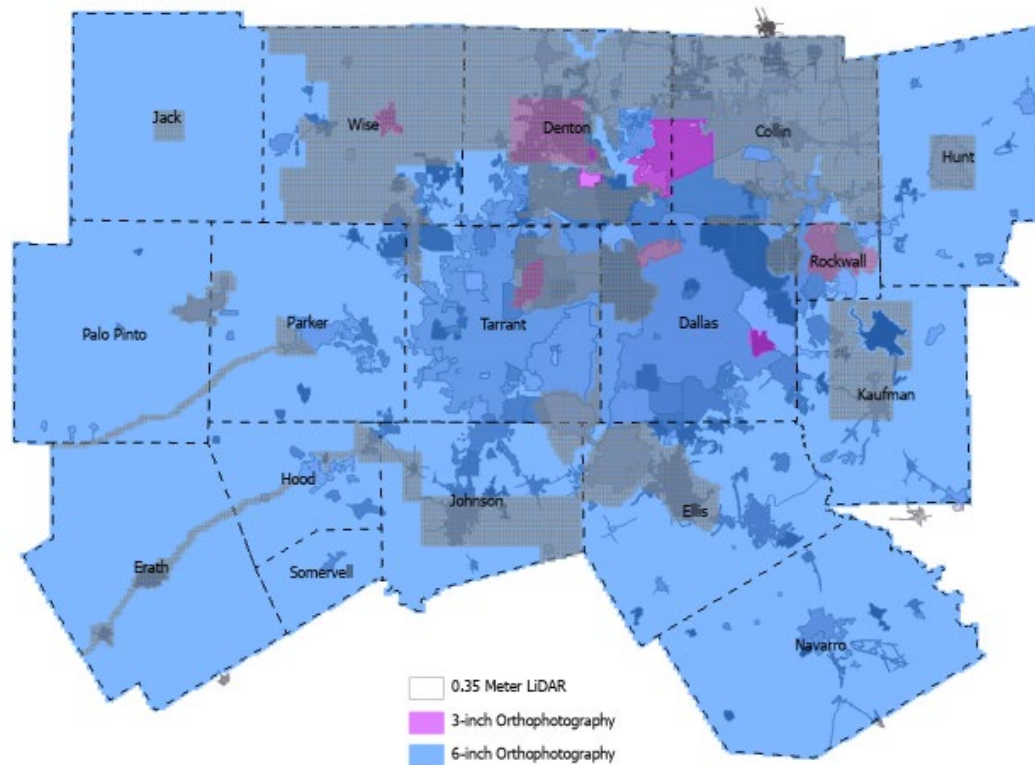 Jack
Wise
Denton
Collin
Hunt
Palo Pinto
Parker
Tarrant
Dallas
Rockwall
Kaufman
Erath
Hood
Somervell
Johnson
Ellis
Navarro
0.35 Meter LiDAR
3-inch Orthophotography
6-inch Orthophotography